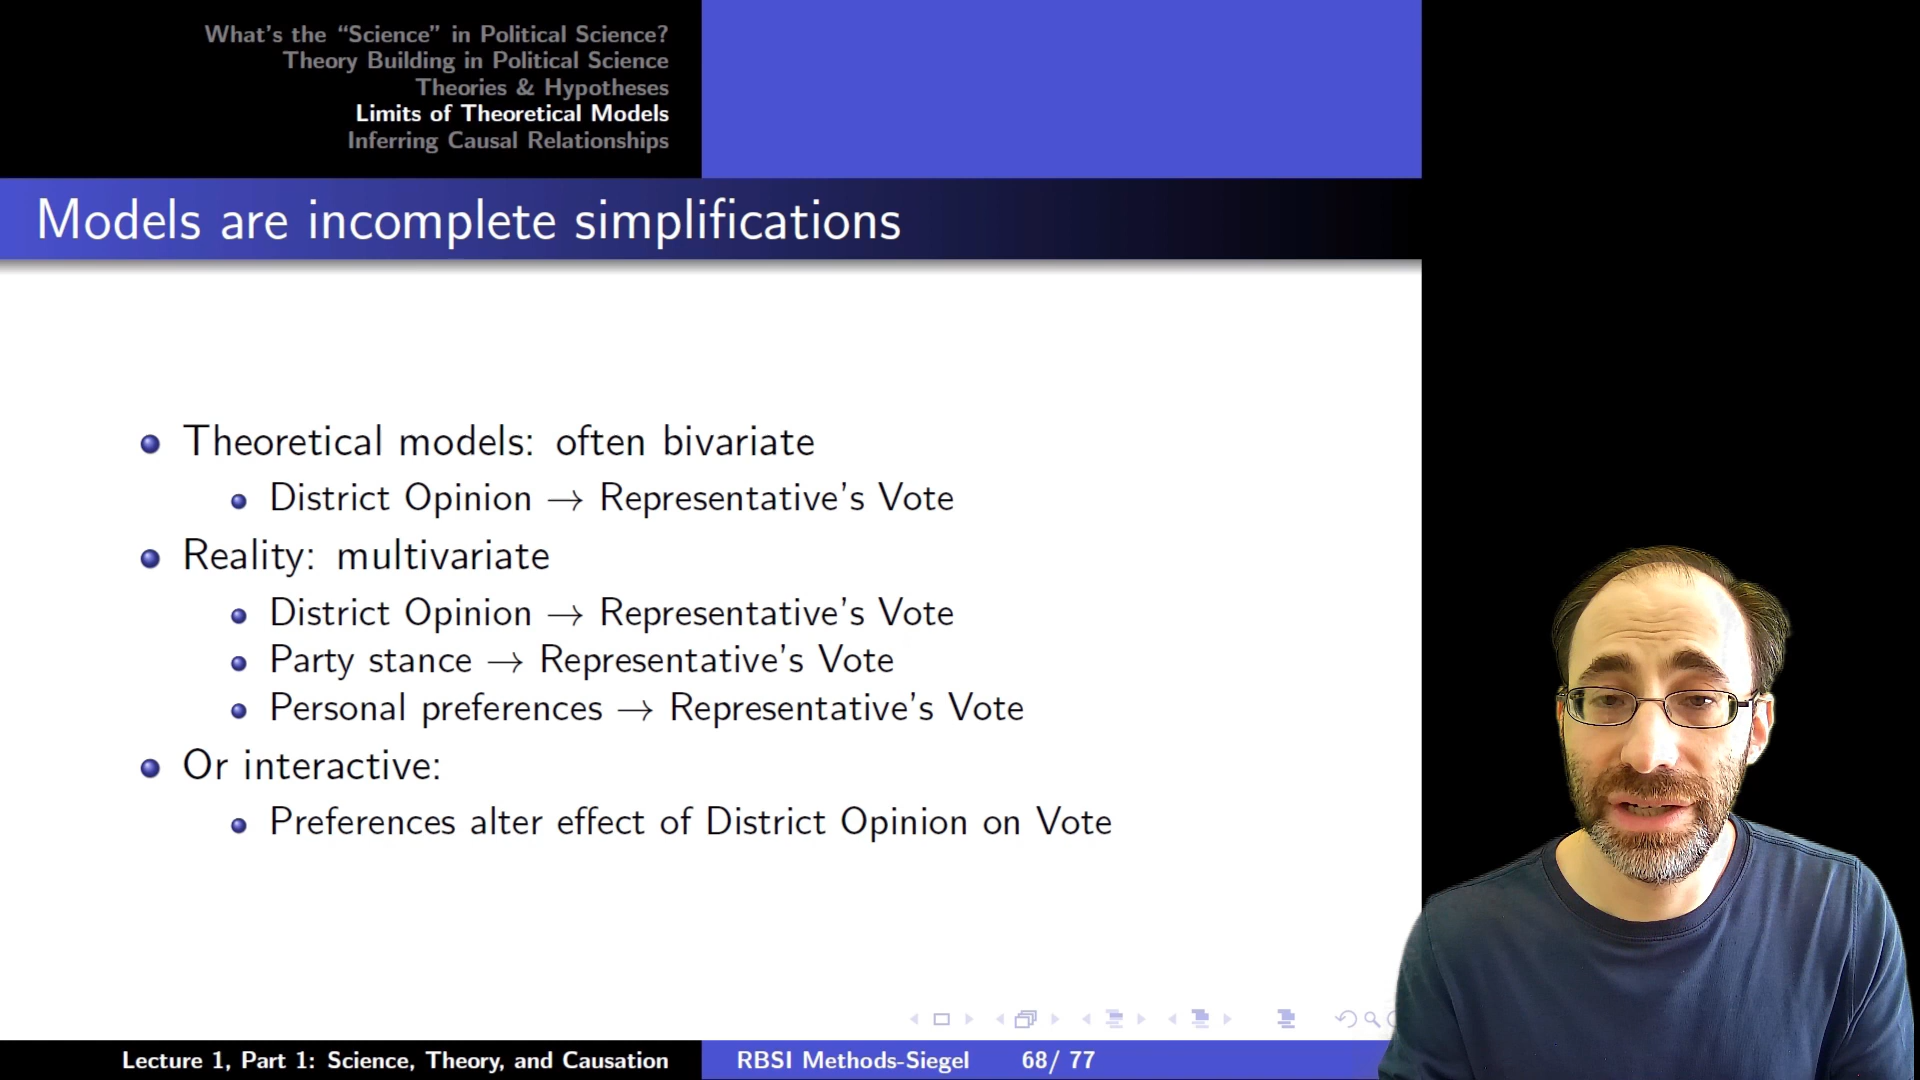 What's the “Science” in Political Science?
Theory Building in Political Science
Theories & Hypotheses
Limits of Theoretical Models
Inferring Causal Relationships
Models are incomplete simplifications
Theoretical models: often bivariate
District Opinion → Representative's Vote
Reality: multivariate
District Opinion → Representative's Vote
Party stance → Representative's Vote
Personal preferences → Representative's Vote
Or interactive:
Preferences alter effect of District Opinion on Vote
Lecture 1, Part 1: Science, Theory, and Causation
RBSI Methods-Siegel 68/ 77